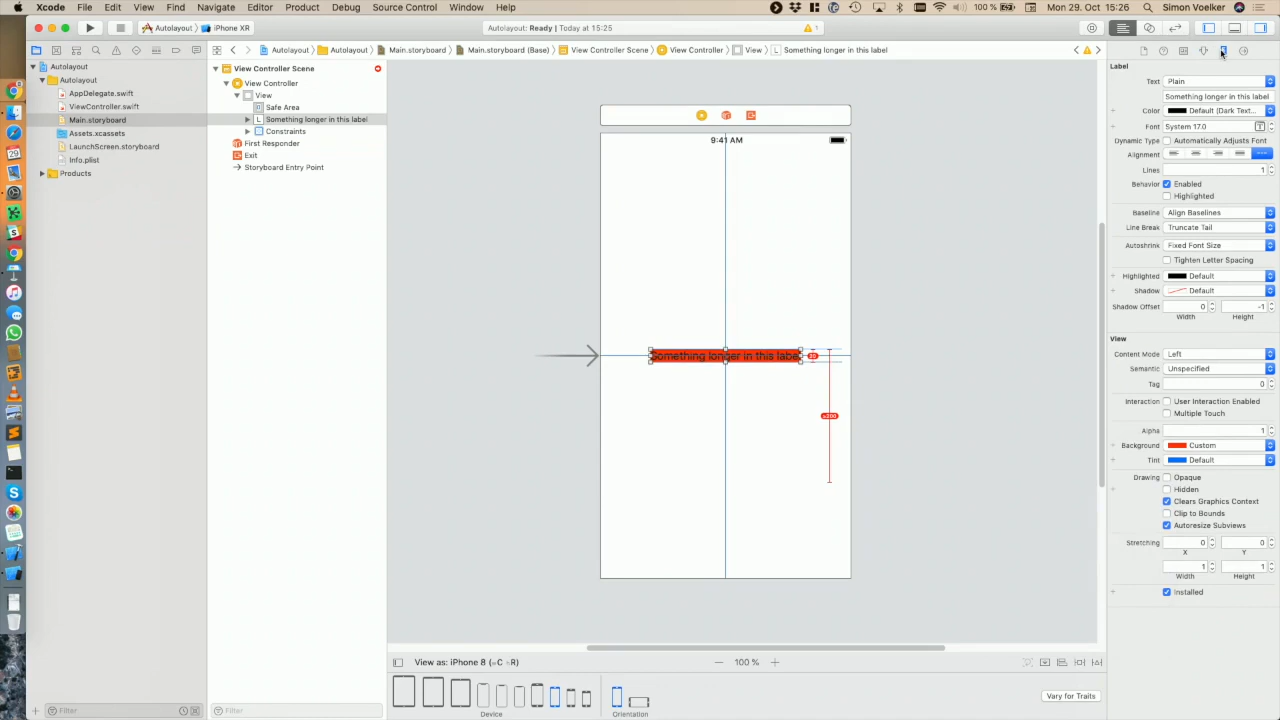 Xcode File Edit View Find Navigate Editor Product Debug Source Control Window Help 100 % Mon 29. Oct 15:26 Simon Voelker
Autolayout iPhone XR Autolayout: Ready | Today at 15:25 1
Autolayout Autolayout Main.storyboard Main.storyboard (Base) View Controller Scene View Controller View L Something longer in this label
Autolayout
Autolayout
AppDelegate.swift
ViewController.swift
Main.storyboard
Assets.xcassets
LaunchScreen.storyboard
Info.plist
Products
View Controller Scene
View Controller
View
Safe Area
L Something longer in this label
Constraints
First Responder
Exit
Storyboard Entry Point
9:41 AM
Something longer in this label
Label
Text Plain
Something longer in this label
Color Default (Dark Text...
Font System 17.0
Dynamic Type Automatically Adjusts Font
Alignment
Lines 1
Behavior Enabled
Highlighted
Baseline Align Baselines
Line Break Truncate Tail
Autoshrink Fixed Font Size
Tighten Letter Spacing
Highlighted Default
Shadow Default
Shadow Offset 0 -1
Width Height
View
Content Mode Left
Semantic Unspecified
Tag 0
Interaction User Interaction Enabled
Multiple Touch
Alpha 1
Background Custom
Tint Default
Drawing Opaque
Hidden
Clears Graphics Context
Clip to Bounds
Autoresize Subviews
Stretching 0 0
X Y
1 1
Width Height
Installed
View as: iPhone 8 (wC hR) 100 %
Device Orientation
Vary for Traits
Filter
Filter